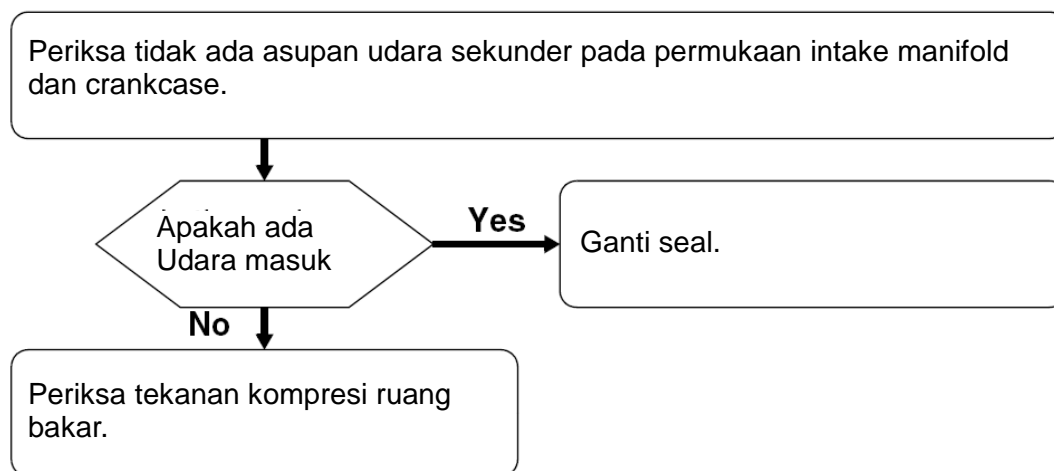 Periksa tidak ada asupan udara sekunder pada permukaan intake manifold
dan crankcase.
Apakah ada
Udara masuk
Yes
Ganti seal.
No
Periksa tekanan kompresi ruang
bakar.